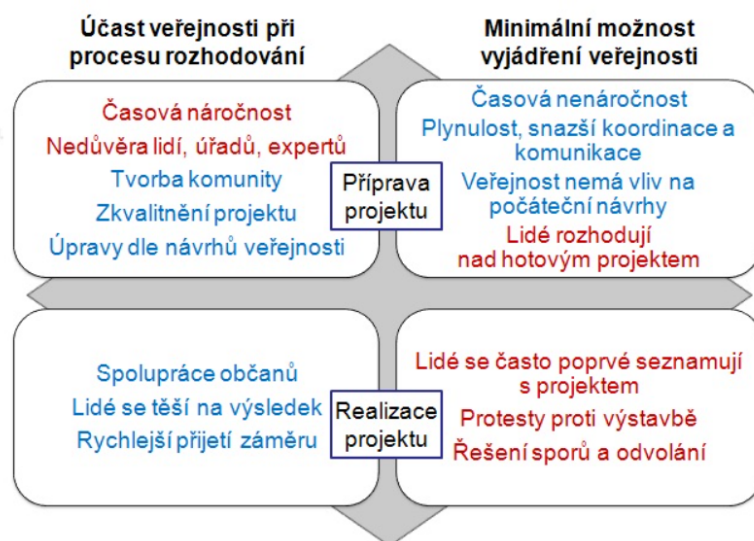 Účast veřejnosti při
procesu rozhodování
Minimální možnost
vyjádření veřejnosti
Časová náročnost
Nedůvěra lidí, úřadů, expertů
Tvorba komunity
Zkvalitnění projektu
Úpravy dle návrhů veřejnosti
Příprava
projektu
Časová nenáročnost
Plynulost, snazší koordinace a
komunikace
Veřejnost nemá vliv na
počáteční návrhy
Lidé rozhodují
nad hotovým projektem
Spolupráce občanů
Lidé se těší na výsledek
Rychlejší přijetí záměru
Realizace
projektu
Lidé se často poprvé seznamují
s projektem
Protesty proti výstavbě
Řešení sporů a odvolání